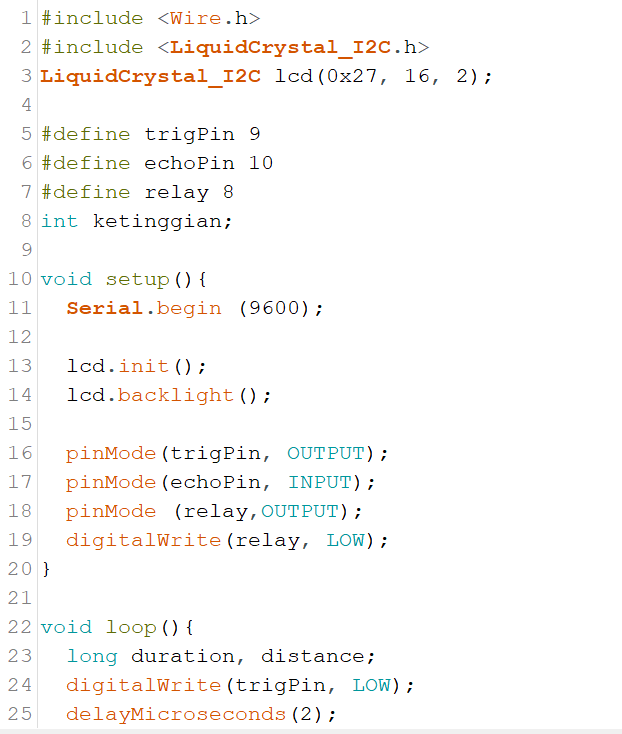 1 #include <Wire.h>
2 #include <LiquidCrystal_I2C.h>
3 LiquidCrystal_I2C lcd(0x27, 16, 2);
4
5 #define trigPin 9
6 #define echoPin 10
7 #define relay 8
8 int ketinggian;
9
10 void setup(){
11   Serial.begin (9600);
12
13   lcd.init();
14   lcd.backlight();
15
16   pinMode(trigPin, OUTPUT);
17   pinMode(echoPin, INPUT);
18   pinMode (relay,OUTPUT);
19   digitalWrite(relay, LOW);
20 }
21
22 void loop(){
23   long duration, distance;
24   digitalWrite(trigPin, LOW);
25   delayMicroseconds(2);